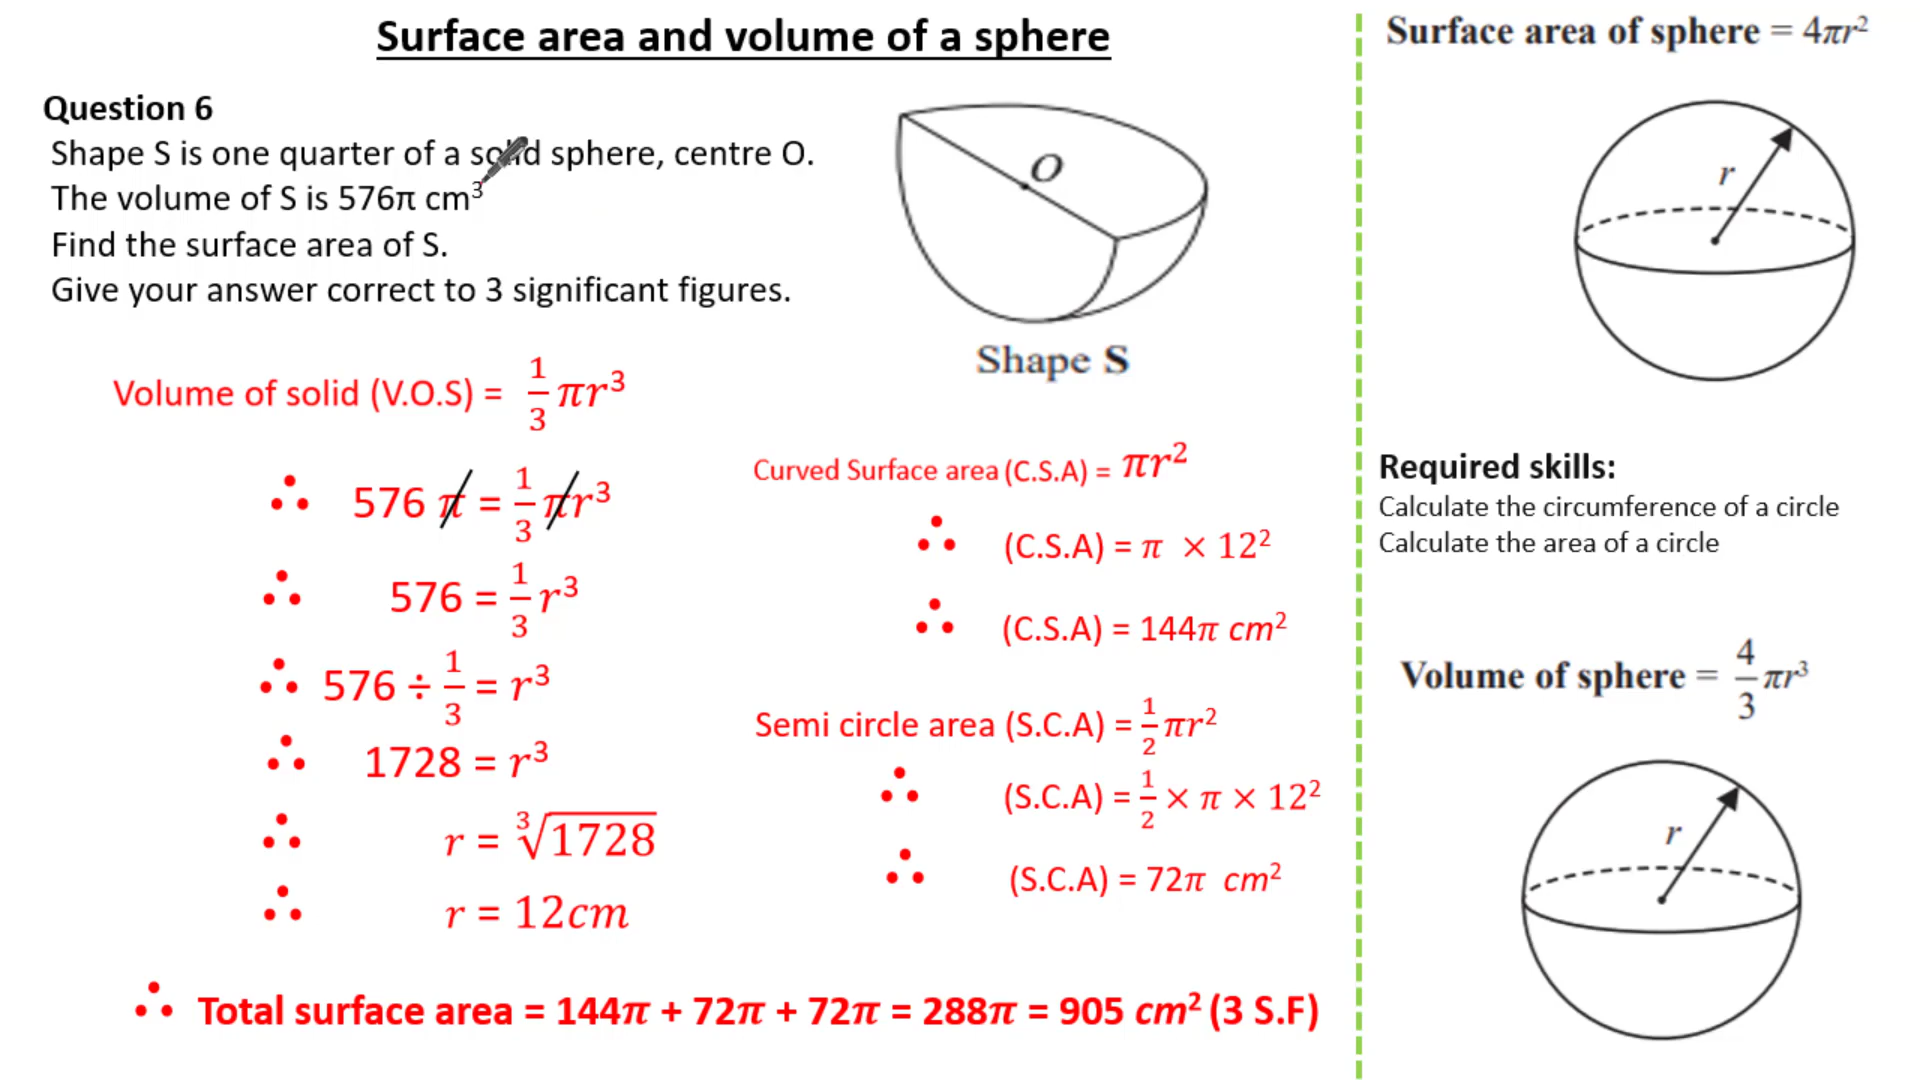 Surface area and volume of a sphere
Question 6
Shape S is one quarter of a solid sphere, centre O.
The volume of S is 576π cm³
Find the surface area of S.
Give your answer correct to 3 significant figures.
O
Shape S
Volume of solid (V.O.S) = 1/3 πr³
∴ 576 π = 1/3 πr³
∴ 576 = 1/3 r³
∴ 576 ÷ 1/3 = r³
∴ 1728 = r³
∴ r = ∛1728
∴ r = 12cm
Curved Surface area (C.S.A) = πr²
∴ (C.S.A) = π × 12²
∴ (C.S.A) = 144π cm²
Semi circle area (S.C.A) = 1/2 πr²
∴ (S.C.A) = 1/2 × π × 12²
∴ (S.C.A) = 72π cm²
∴ Total surface area = 144π + 72π + 72π = 288π = 905 cm² (3 S.F)
Surface area of sphere = 4πr²
r
Required skills:
Calculate the circumference of a circle
Calculate the area of a circle
Volume of sphere = 4/3 πr³
r